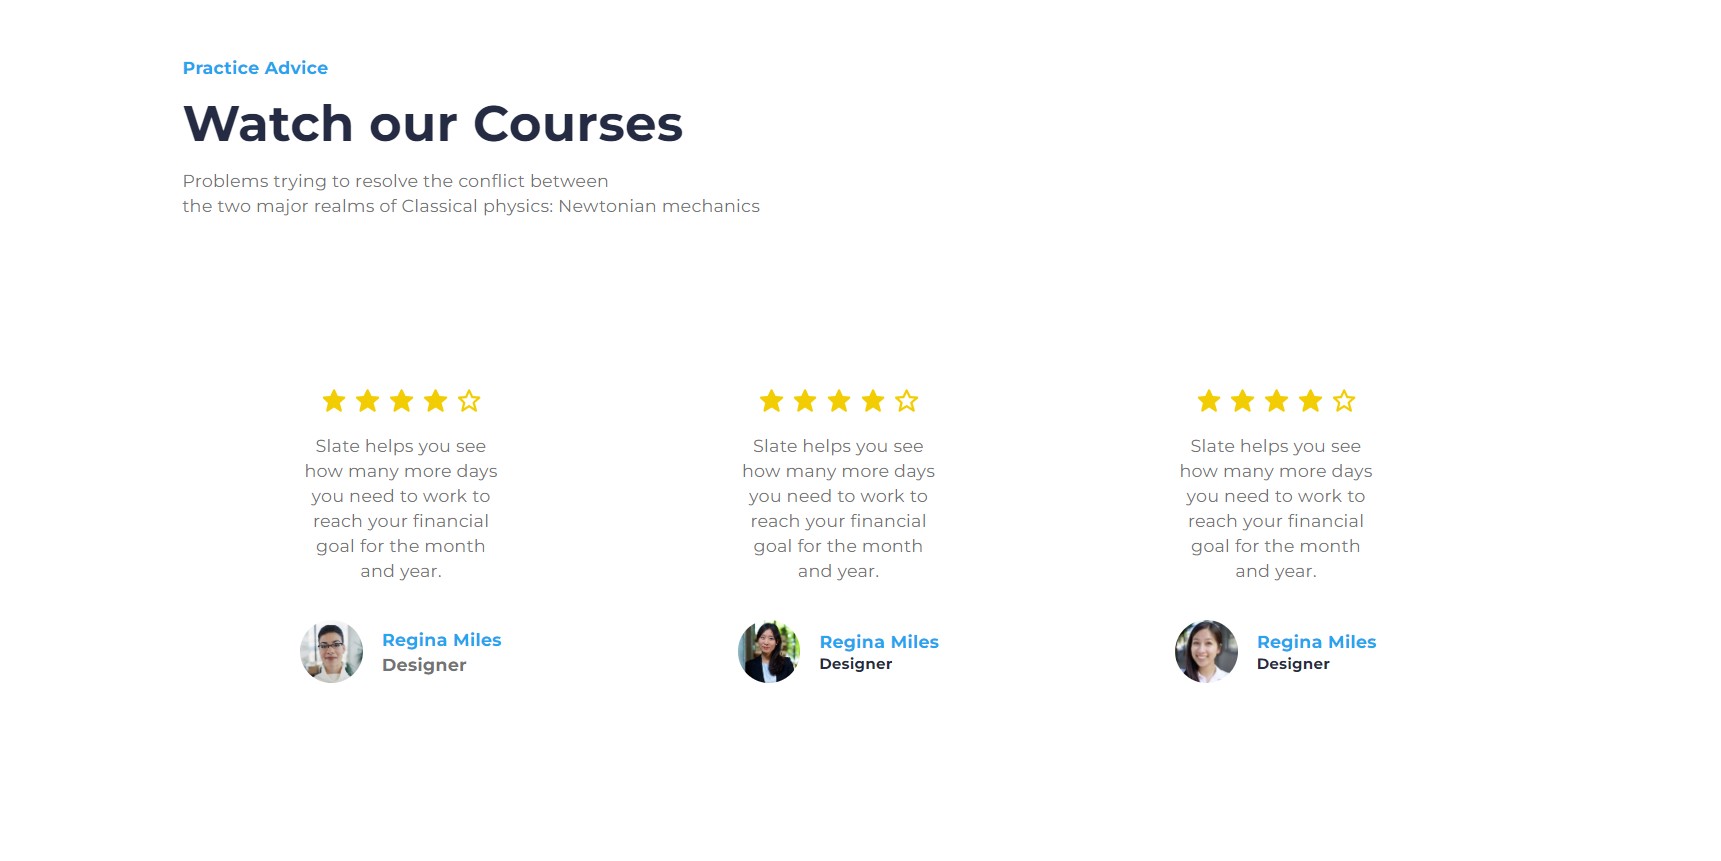 Practice Advice
Watch our Courses
Problems trying to resolve the conflict between
the two major realms of Classical physics: Newtonian mechanics
Slate helps you see
how many more days
you need to work to
reach your financial
goal for the month
and year.
Regina Miles
Designer
Slate helps you see
how many more days
you need to work to
reach your financial
goal for the month
and year.
Regina Miles
Designer
Slate helps you see
how many more days
you need to work to
reach your financial
goal for the month
and year.
Regina Miles
Designer